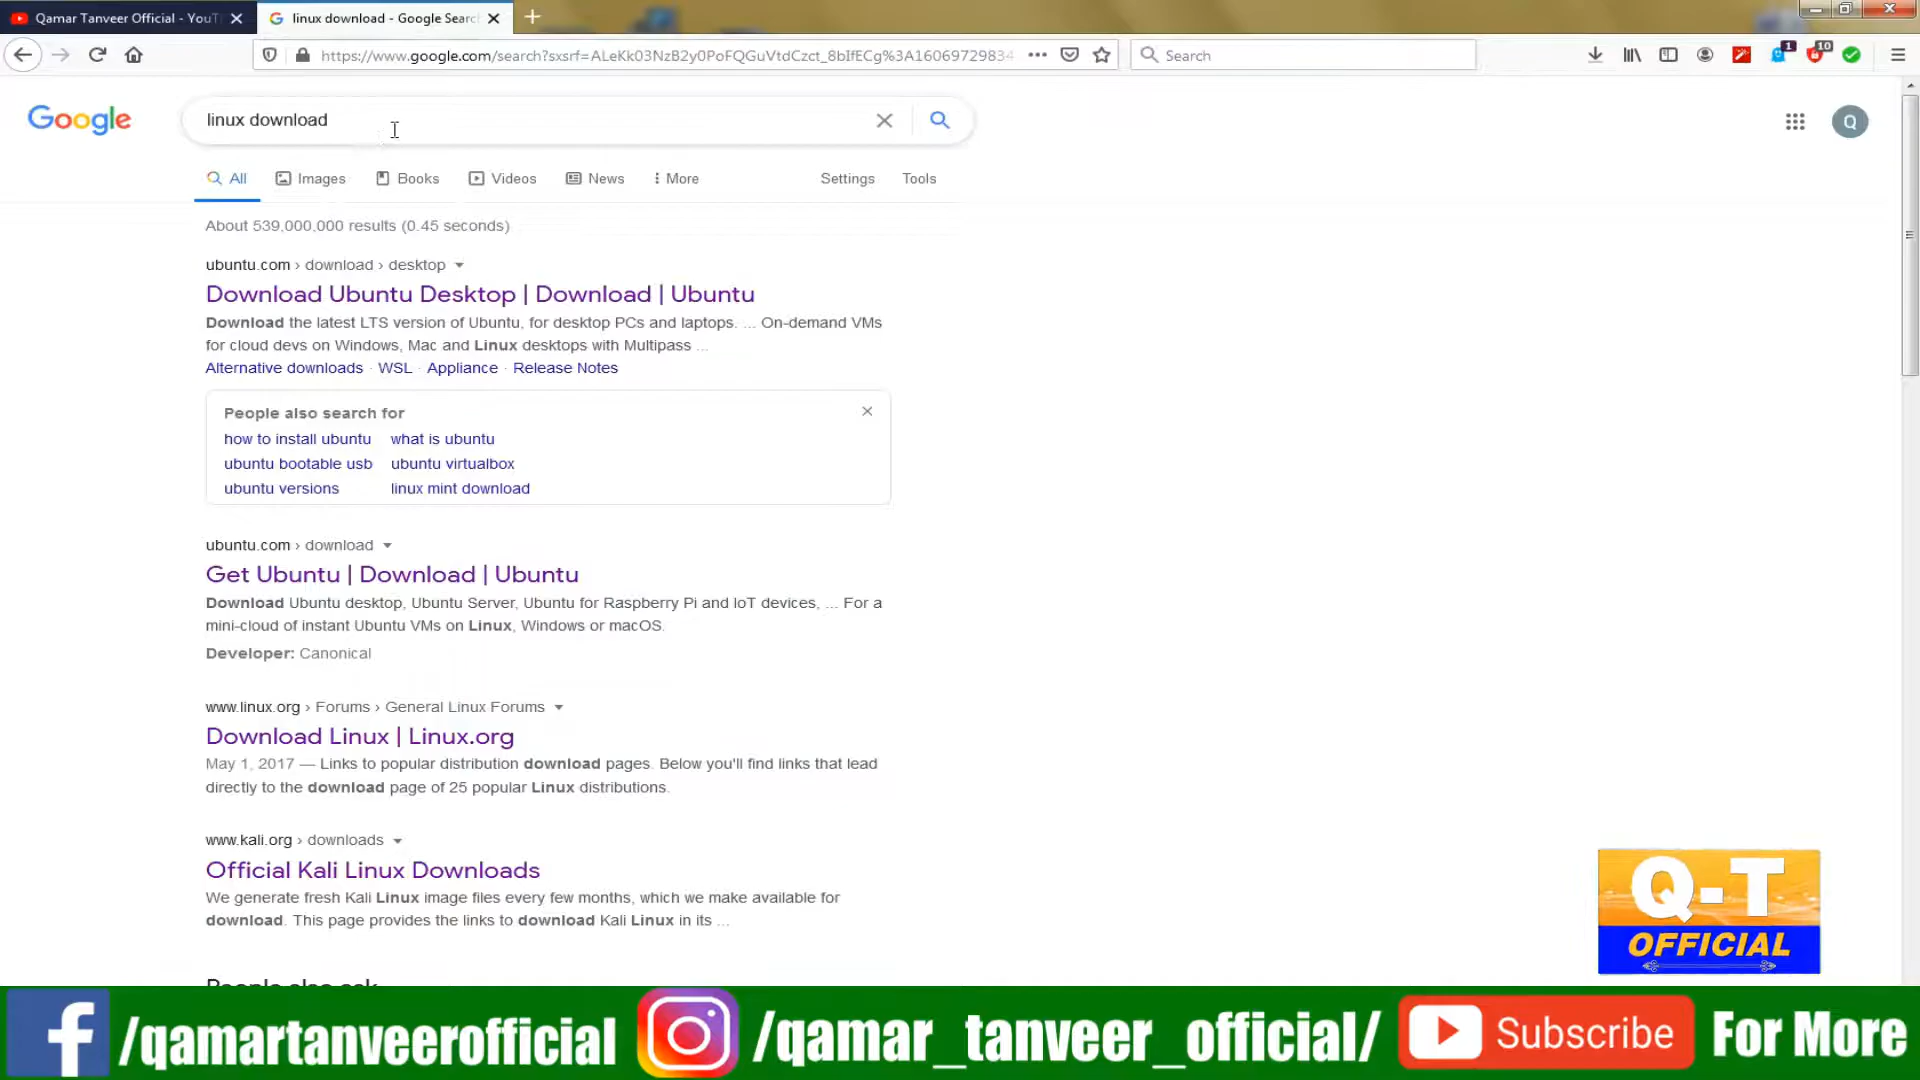 Qamar Tanveer Official - YouT
linux download - Google Searc
https://www.google.com/search?sxsrf=ALeKk03NzB2y0PoFQGuVtdCzct_8bIfECg%3A16069729834
Search
1
10
Google
linux download
Q
All
Images
Books
Videos
News
More
Settings
Tools
About 539,000,000 results (0.45 seconds)
ubuntu.com › download › desktop
Download Ubuntu Desktop | Download | Ubuntu
Download the latest LTS version of Ubuntu, for desktop PCs and laptops. ... On-demand VMs
for cloud devs on Windows, Mac and Linux desktops with Multipass ...
Alternative downloads · WSL · Appliance · Release Notes
People also search for
how to install ubuntu what is ubuntu
ubuntu bootable usb ubuntu virtualbox
ubuntu versions linux mint download
ubuntu.com › download
Get Ubuntu | Download | Ubuntu
Download Ubuntu desktop, Ubuntu Server, Ubuntu for Raspberry Pi and IoT devices, ... For a
mini-cloud of instant Ubuntu VMs on Linux, Windows or macOS.
Developer: Canonical
www.linux.org › Forums › General Linux Forums
Download Linux | Linux.org
May 1, 2017 — Links to popular distribution download pages. Below you'll find links that lead
directly to the download page of 25 popular Linux distributions.
www.kali.org › downloads
Official Kali Linux Downloads
We generate fresh Kali Linux image files every few months, which we make available for
download. This page provides the links to download Kali Linux in its ...
People also ask
Q-T
OFFICIAL
/qamartanveerofficial
/qamar_tanveer_official/
Subscribe
For More